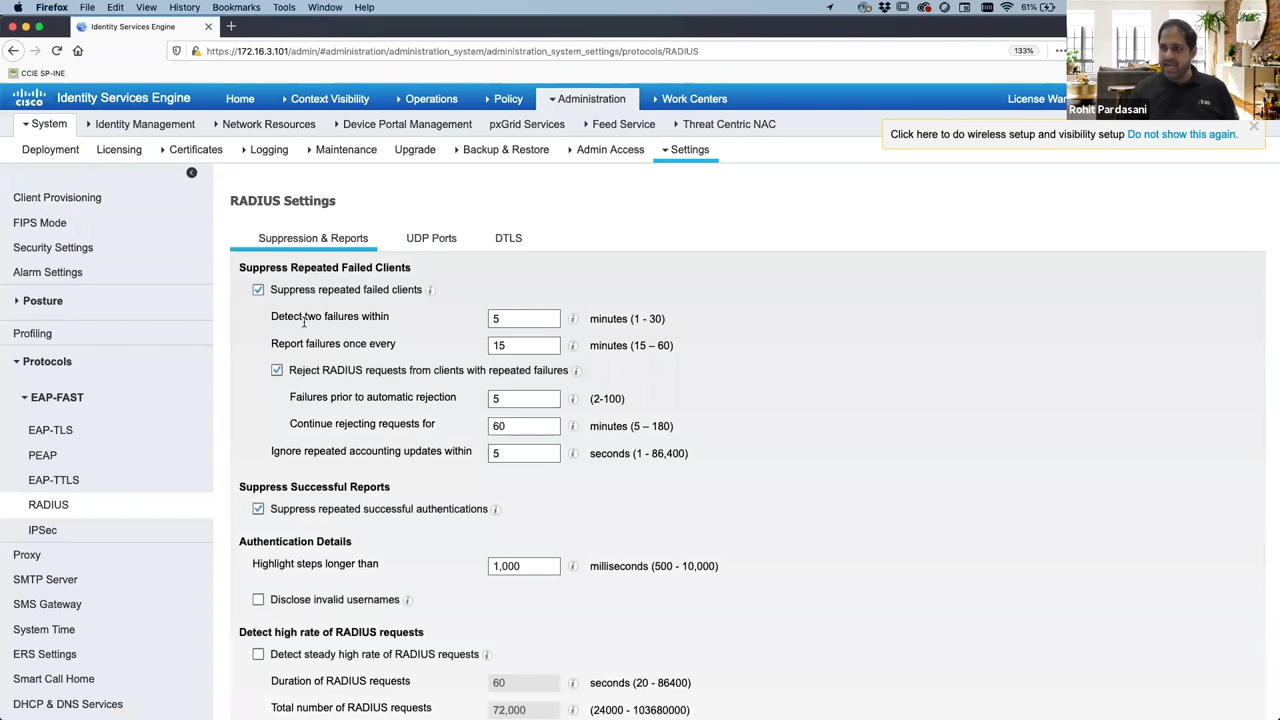 Firefox File Edit View History Bookmarks Tools Window Help 61%
Identity Services Engine
https://172.16.3.101/admin/#administration/administration_system/administration_system_settings/protocols/RADIUS 133%
CCIE SP-INE
Rohit Pardasani
cisco Identity Services Engine Home Context Visibility Operations Policy Administration Work Centers License War
System Identity Management Network Resources Device Portal Management pxGrid Services Feed Service Threat Centric NAC
Click here to do wireless setup and visibility setup Do not show this again.
Deployment Licensing Certificates Logging Maintenance Upgrade Backup & Restore Admin Access Settings
Client Provisioning
FIPS Mode
Security Settings
Alarm Settings
Posture
Profiling
Protocols
EAP-FAST
EAP-TLS
PEAP
EAP-TTLS
RADIUS
IPSec
Proxy
SMTP Server
SMS Gateway
System Time
ERS Settings
Smart Call Home
DHCP & DNS Services
RADIUS Settings
Suppression & Reports UDP Ports DTLS
Suppress Repeated Failed Clients
Suppress repeated failed clients
Detect two failures within 5 minutes (1 - 30)
Report failures once every 15 minutes (15 – 60)
Reject RADIUS requests from clients with repeated failures
Failures prior to automatic rejection 5 (2-100)
Continue rejecting requests for 60 minutes (5 – 180)
Ignore repeated accounting updates within 5 seconds (1 - 86,400)
Suppress Successful Reports
Suppress repeated successful authentications
Authentication Details
Highlight steps longer than 1,000 milliseconds (500 - 10,000)
Disclose invalid usernames
Detect high rate of RADIUS requests
Detect steady high rate of RADIUS requests
Duration of RADIUS requests 60 seconds (20 - 86400)
Total number of RADIUS requests 72,000 (24000 - 103680000)